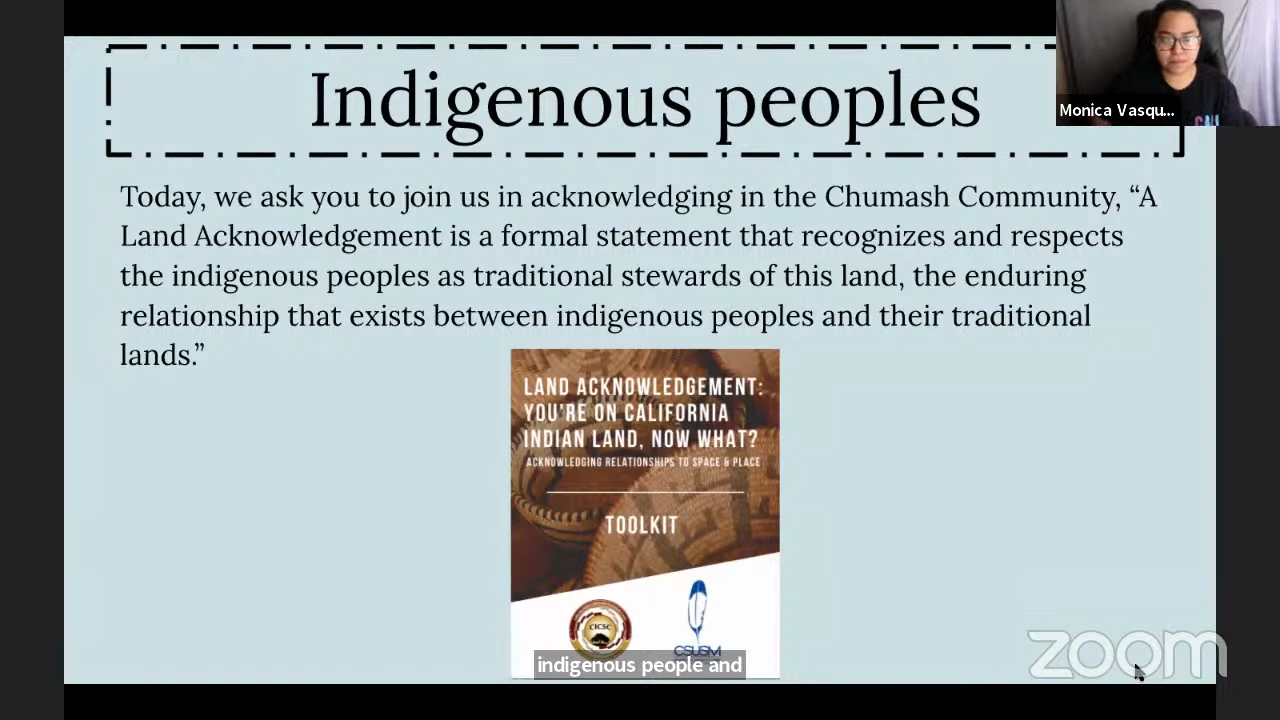 Indigenous peoples
Monica Vasqu...
Today, we ask you to join us in acknowledging in the Chumash Community, “A
Land Acknowledgement is a formal statement that recognizes and respects
the indigenous peoples as traditional stewards of this land, the enduring
relationship that exists between indigenous peoples and their traditional
lands.”
LAND ACKNOWLEDGEMENT:
YOU'RE ON CALIFORNIA
INDIAN LAND, NOW WHAT?
ACKNOWLEDGING RELATIONSHIPS TO SPACE & PLACE
TOOLKIT
CICSC
CSUSM
indigenous people and
zoom